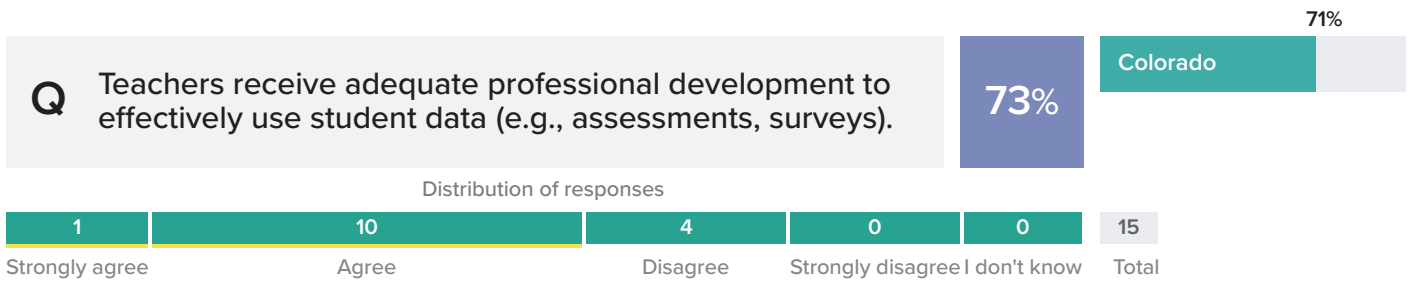 71%
Q
Teachers receive adequate professional development to
effectively use student data (e.g., assessments, surveys).
73%
Colorado
Distribution of responses
1 10 4 0 0 15
Strongly agree Agree Disagree Strongly disagree I don't know Total